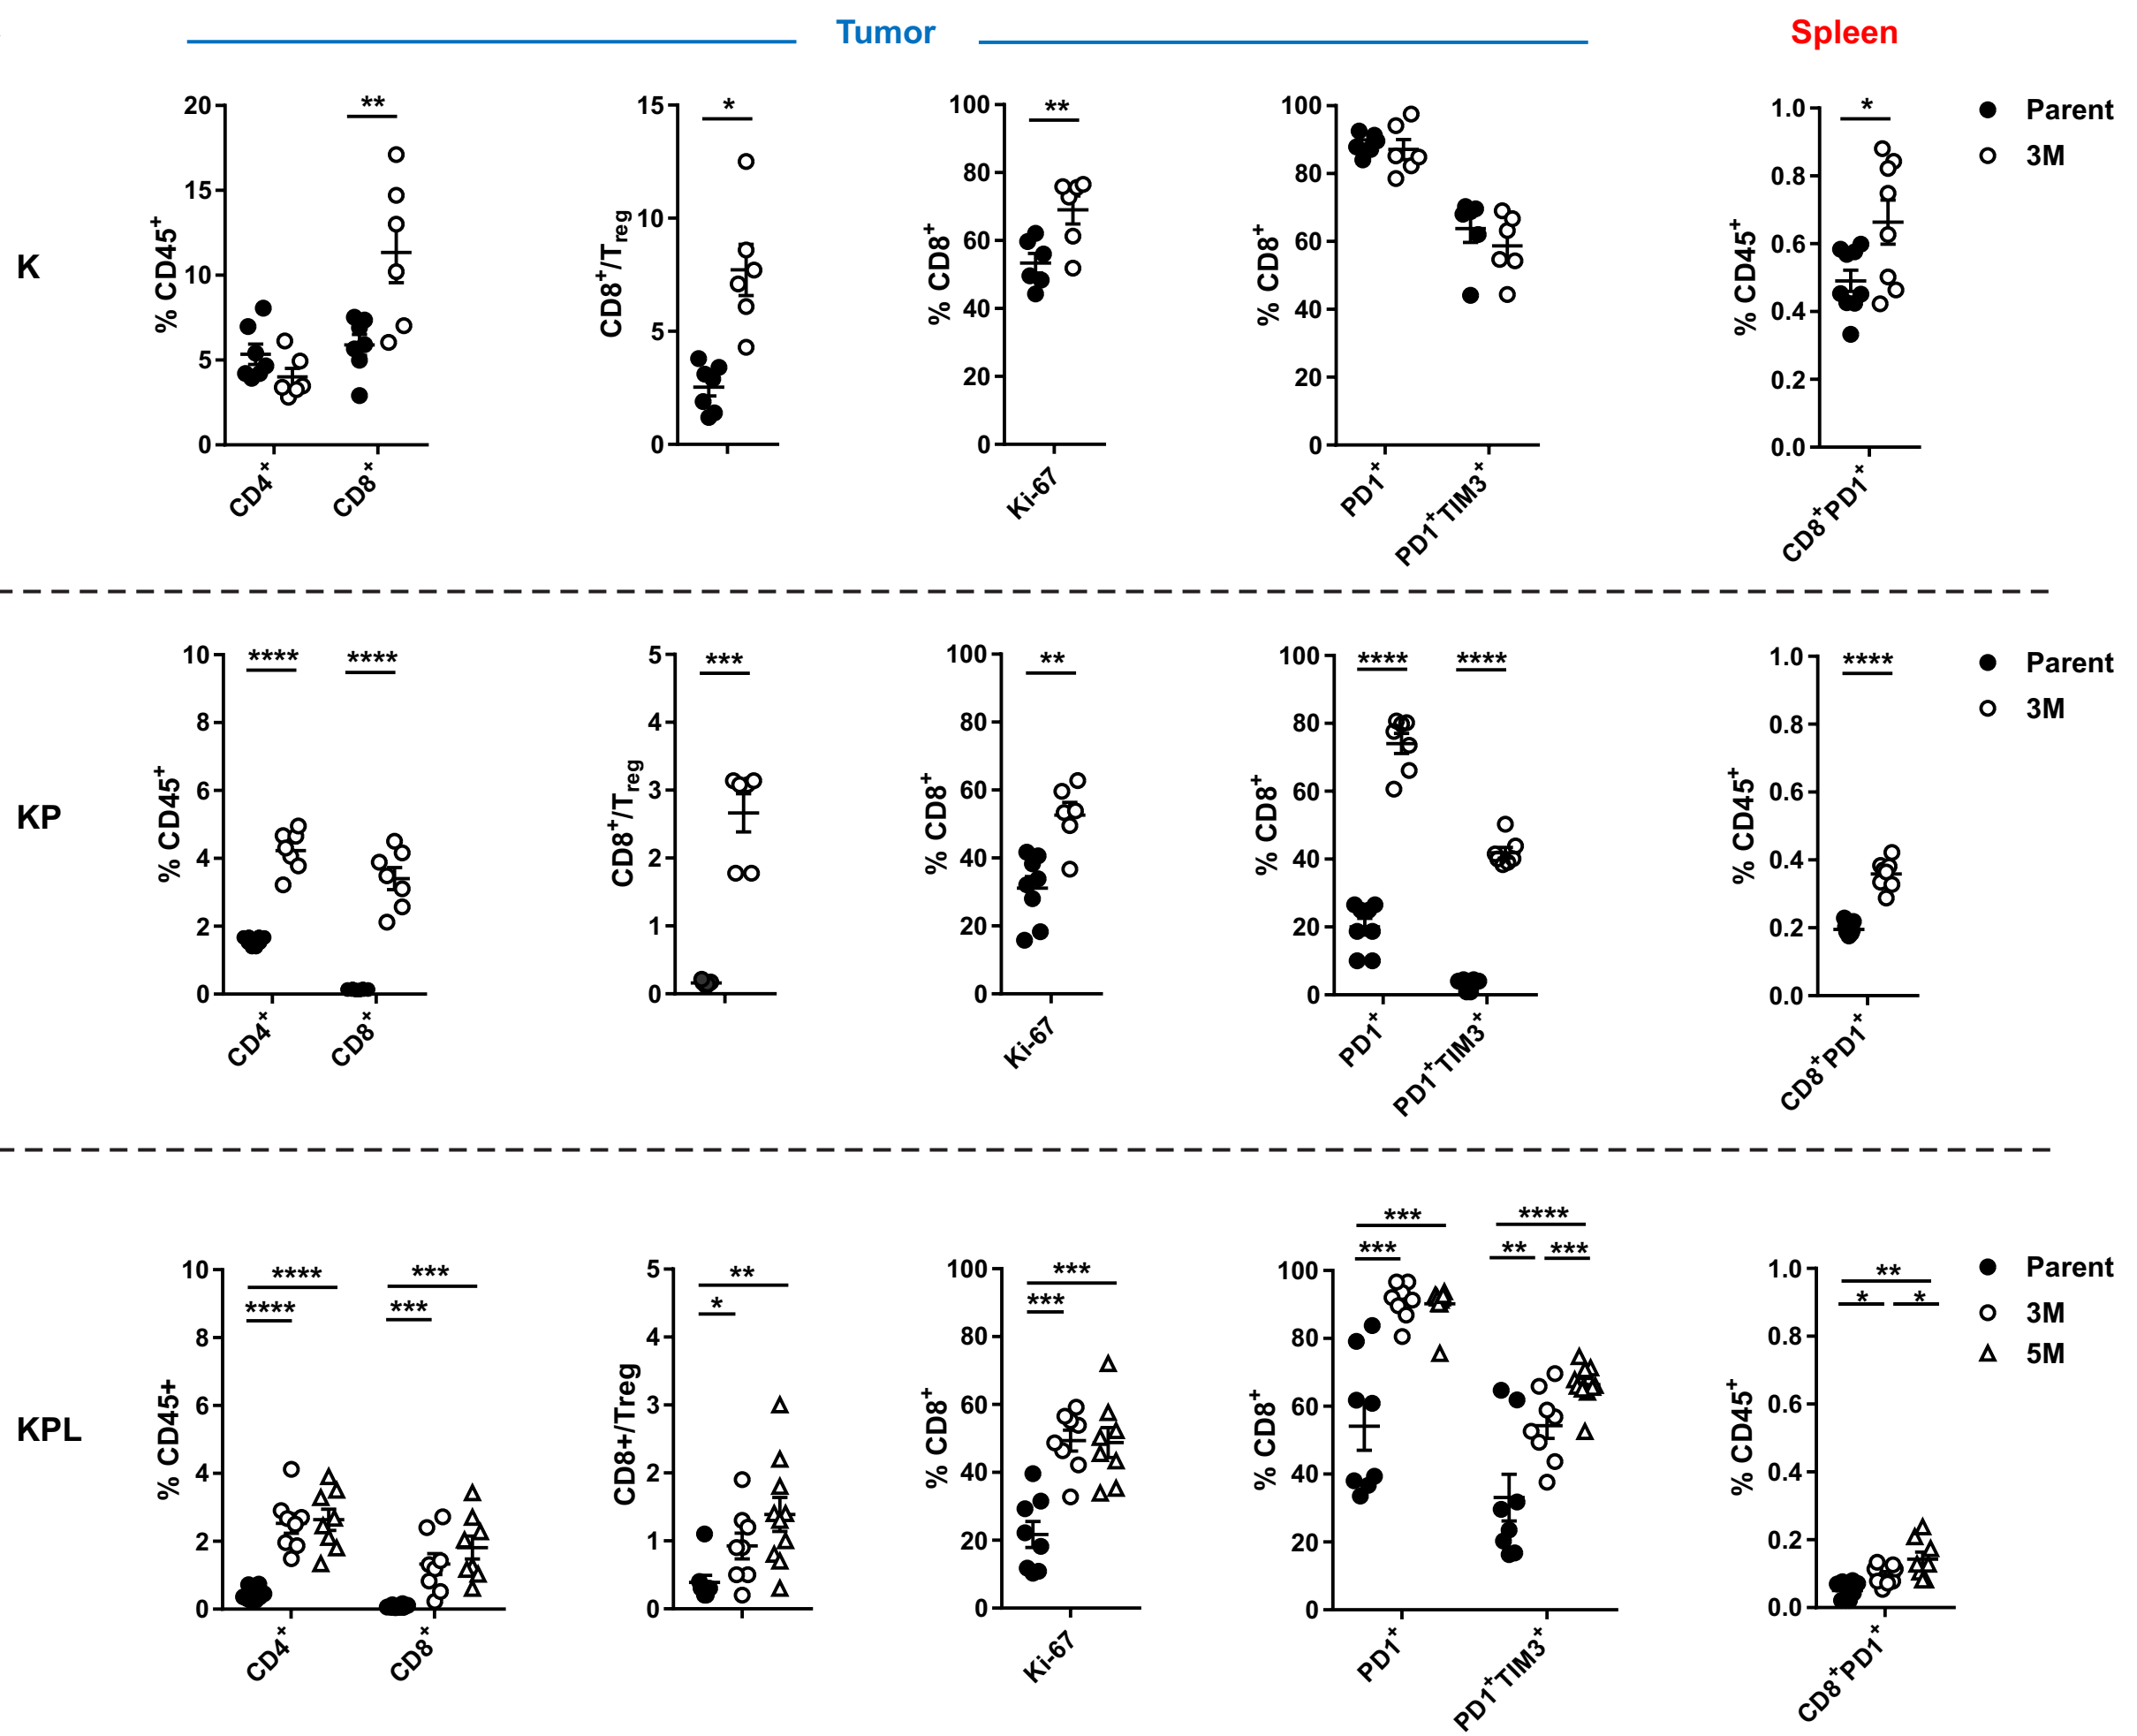 Tumor
Spleen
K
% CD45+
20
15
10
5
0
**
CD4+
CD8+
CD8+/Treg
15
10
5
0
*
% CD8+
100
80
60
40
20
0
**
Ki-67
% CD8+
100
80
60
40
20
0
PD1+
PD1+TIM3+
% CD45+
1.0
0.8
0.6
0.4
0.2
0.0
*
CD8+PD1+
Parent
3M
KP
% CD45+
10
8
6
4
2
0
****
****
CD4+
CD8+
CD8+/Treg
5
4
3
2
1
0
***
% CD8+
100
80
60
40
20
0
**
Ki-67
% CD8+
100
80
60
40
20
0
****
****
PD1+
PD1+TIM3+
% CD45+
1.0
0.8
0.6
0.4
0.2
0.0
****
CD8+PD1+
Parent
3M
KPL
% CD45+
10
8
6
4
2
0
****
****
***
***
CD4+
CD8+
CD8+/Treg
5
4
3
2
1
0
**
*
% CD8+
100
80
60
40
20
0
***
***
Ki-67
% CD8+
100
80
60
40
20
0
***
***
****
**
***
PD1+
PD1+TIM3+
% CD45+
1.0
0.8
0.6
0.4
0.2
0.0
**
*
*
CD8+PD1+
Parent
3M
5M